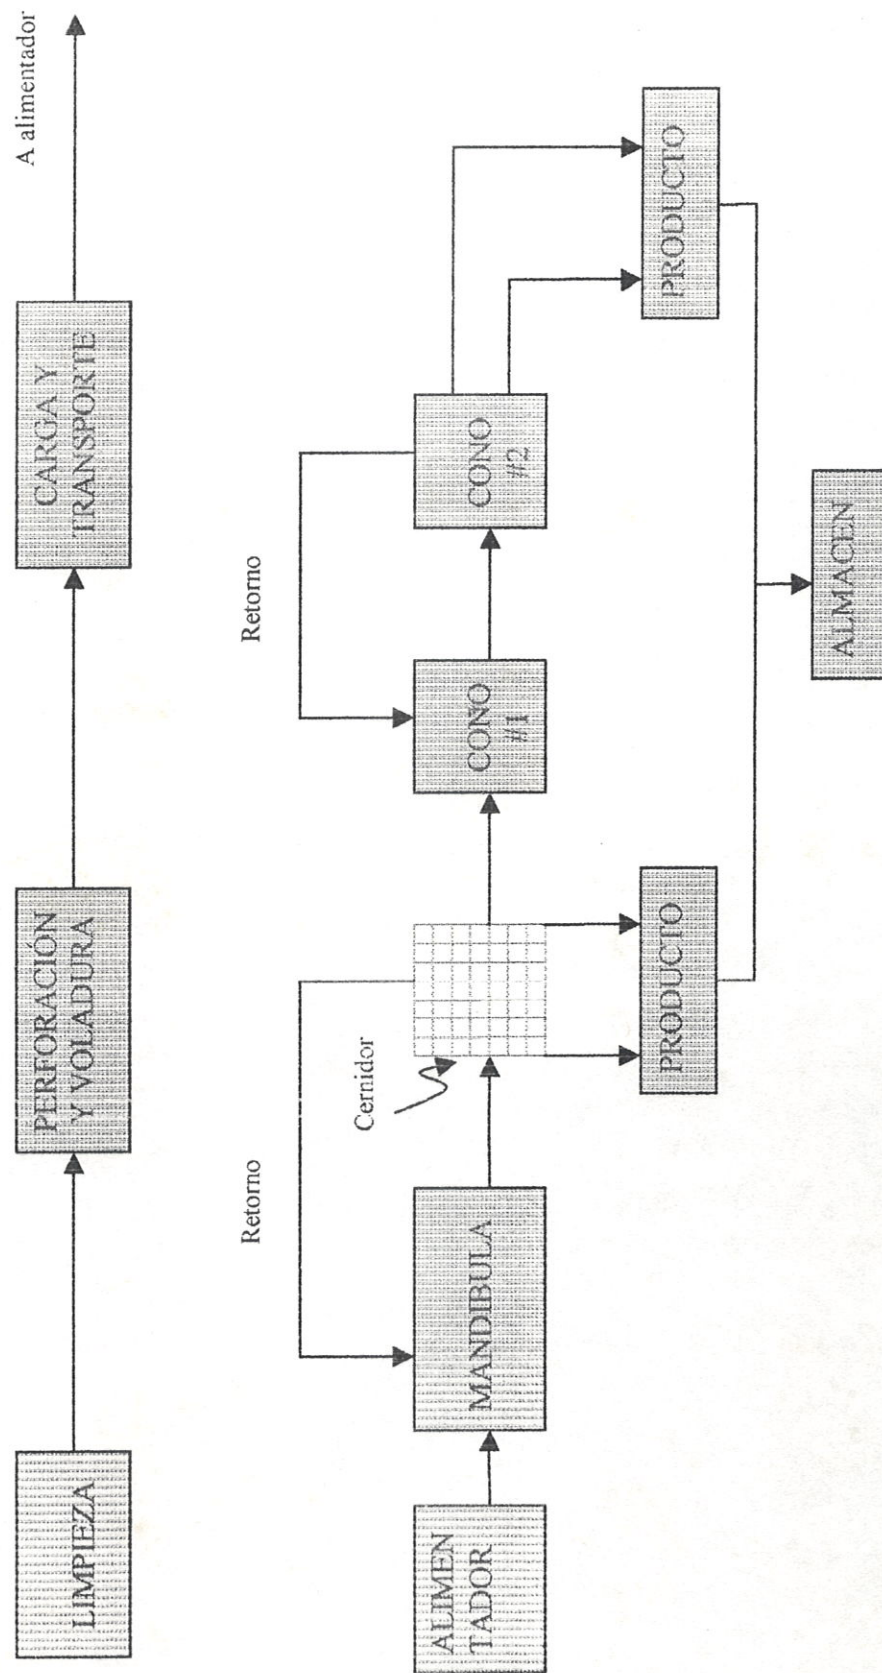 LIMPIEZA
PERFORACIÓN
Y VOLADURA
CARGA Y
TRANSPORTE
A alimentador
Retorno
Retorno
Cernidor
ALIMEN
TADOR
MANDIBULA
CONO
#1
CONO
#2
PRODUCTO
PRODUCTO
ALMACEN